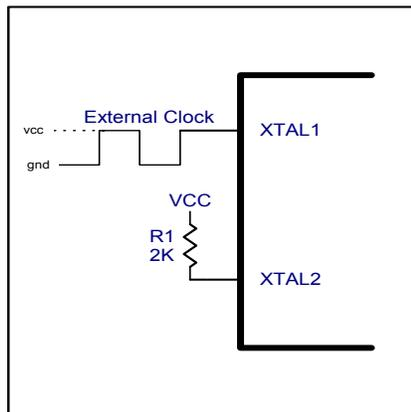 External Clock
vcc
XTAL1
gnd
VCC
R1
2K
XTAL2